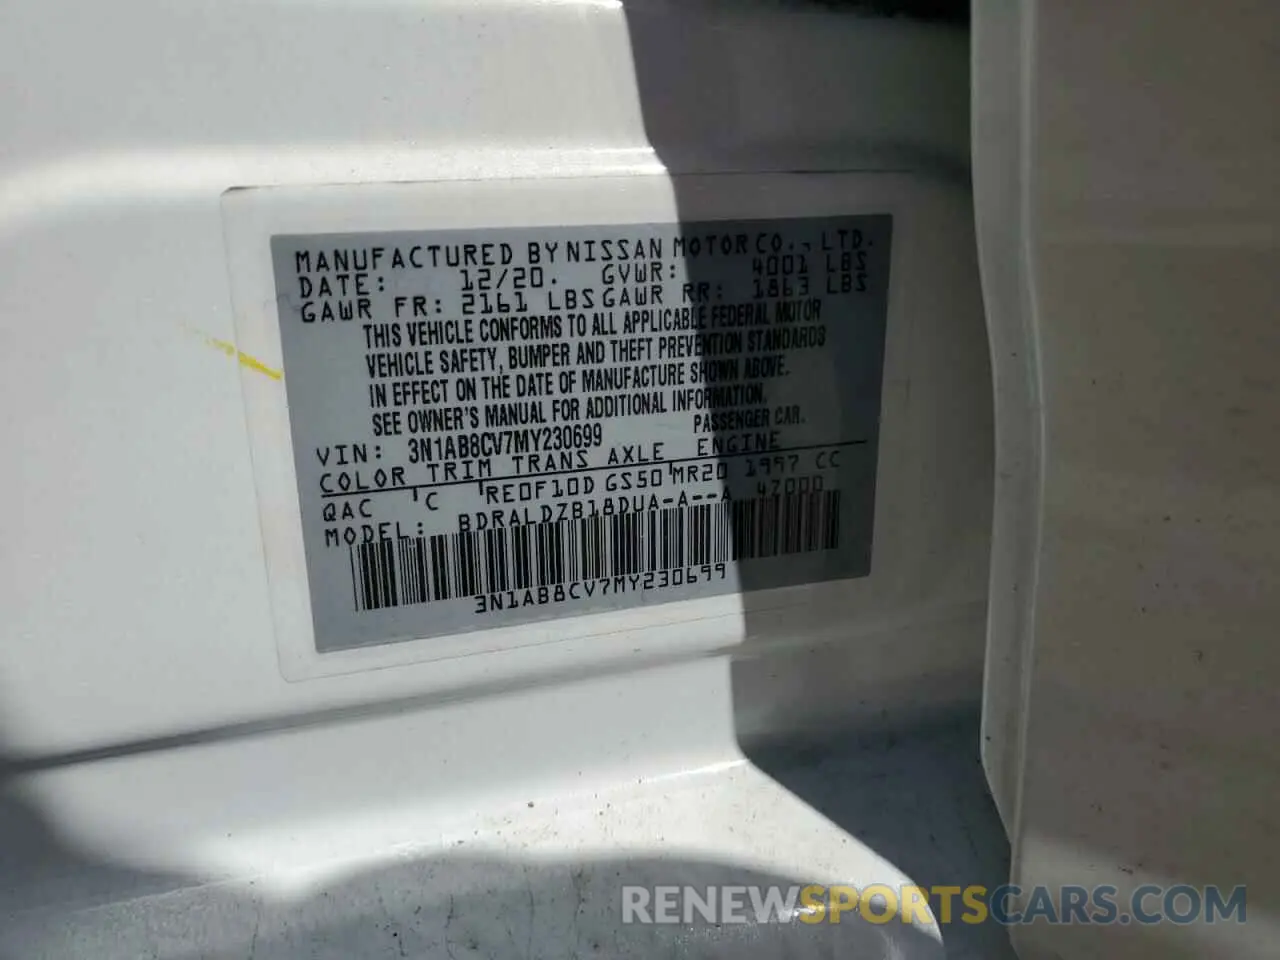 MANUFACTURED BY NISSAN MOTOR CO., LTD.
DATE: 12/20. GVWR: 4001 LBS
GAWR FR: 2161 LBS GAWR RR: 1863 LBS
THIS VEHICLE CONFORMS TO ALL APPLICABLE FEDERAL MOTOR
VEHICLE SAFETY, BUMPER AND THEFT PREVENTION STANDARDS
IN EFFECT ON THE DATE OF MANUFACTURE SHOWN ABOVE.
SEE OWNER'S MANUAL FOR ADDITIONAL INFORMATION.
VIN: 3N1AB8CV7MY230699 PASSENGER CAR.
COLOR TRIM TRANS AXLE ENGINE
QAC C RE0F10D GS50 MR20 1997 CC
MODEL: BDRALDZB18DUA-A--A 47000
3N1AB8CV7MY230699
RENEWSPORTSCARS.COM